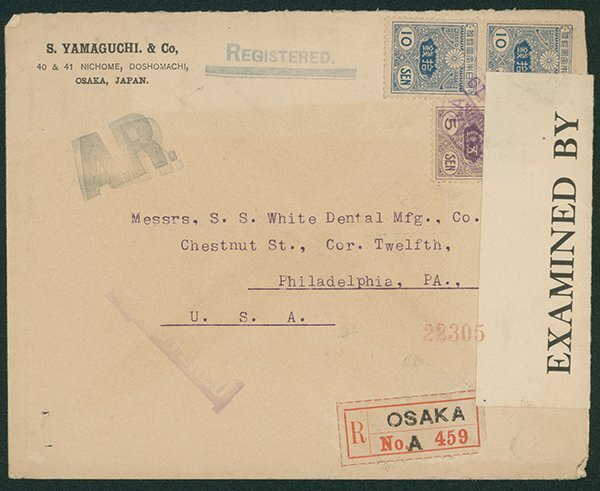 S. YAMAGUCHI. & Co,
40 & 41 NICHOME, DOSHOMACHI,
OSAKA, JAPAN.
REGISTERED.
10
SEN
10
5
SEN
A.R.
EXAMINED BY
Messrs, S. S. White Dental Mfg., Co.
Chestnut St., Cor. Twelfth,
Philadelphia, PA.,
U. S. A.
22305
R
OSAKA
No. A 459